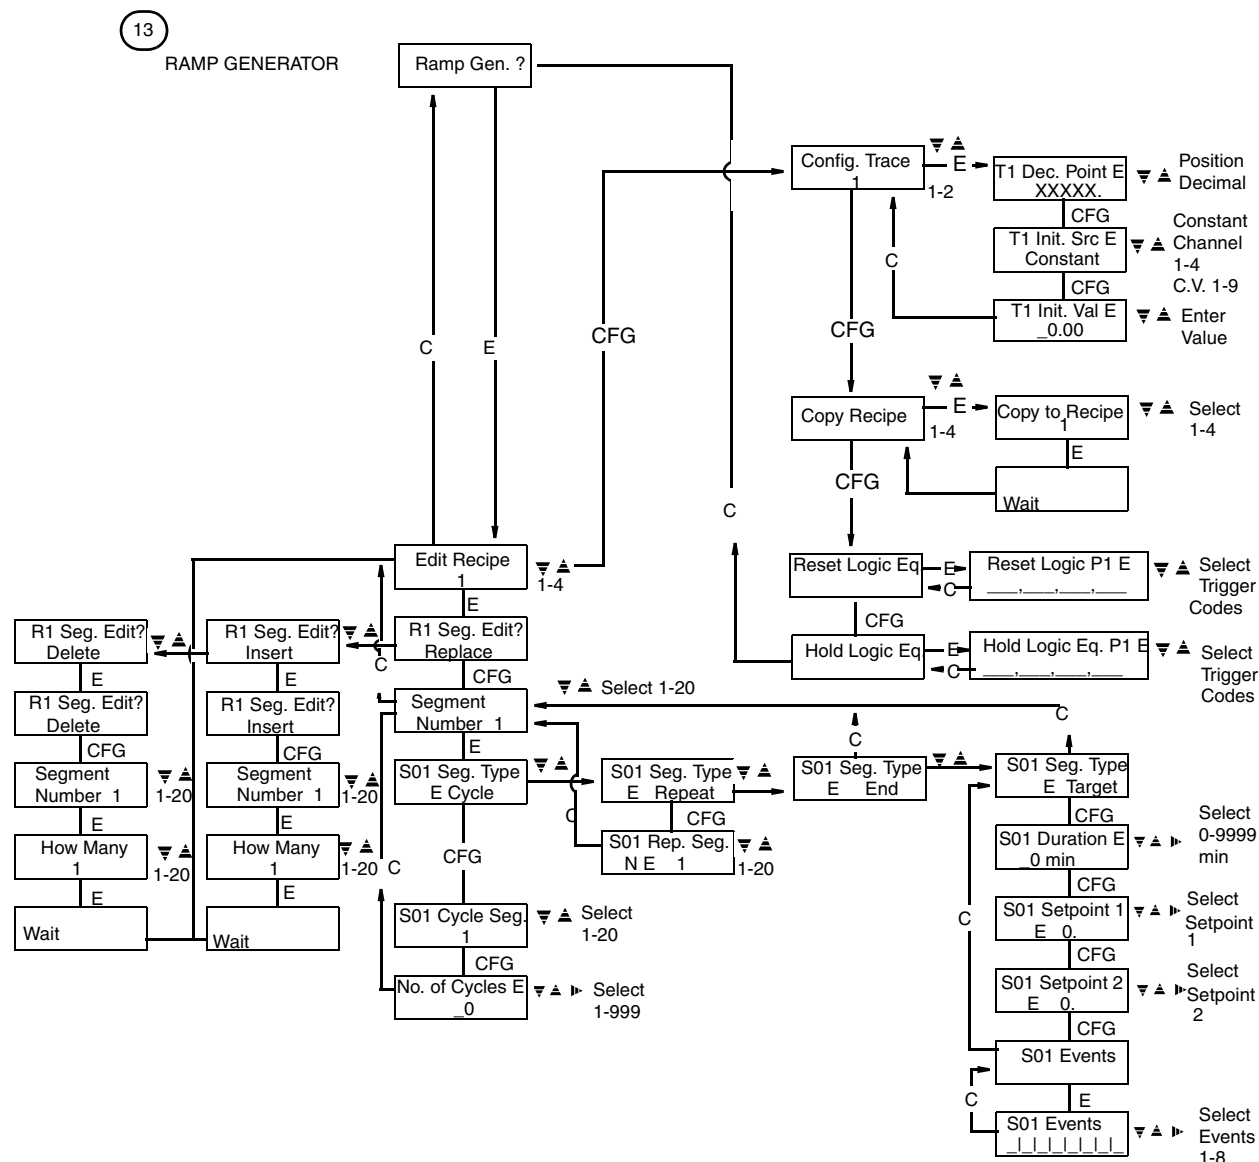 13
RAMP GENERATOR
Ramp Gen. ?
C
E
CFG
C
Config. Trace
1
E
1-2
T1 Dec. Point E
XXXXX.
Position
Decimal
CFG
T1 Init. Src E
Constant
Constant
Channel
1-4
C.V. 1-9
CFG
T1 Init. Val E
_0.00
Enter
Value
C
CFG
Copy Recipe
E
1-4
Copy to Recipe
1
Select
1-4
E
Wait
CFG
Reset Logic Eq
E
C
Reset Logic P1 E
___,___,___,___
Select
Trigger
Codes
CFG
Hold Logic Eq.
E
C
Hold Logic Eq. P1 E
___,___,___,___
Select
Trigger
Codes
Edit Recipe
1
1-4
E
R1 Seg. Edit?
Delete
R1 Seg. Edit?
Insert
R1 Seg. Edit?
Replace
C
E
E
CFG
R1 Seg. Edit?
Delete
R1 Seg. Edit?
Insert
Segment
Number 1
Select 1-20
C
CFG
CFG
E
C
Segment
Number 1
1-20
Segment
Number 1
1-20
S01 Seg. Type
E Cycle
S01 Seg. Type
E Repeat
S01 Seg. Type
E End
S01 Seg. Type
E Target
E
E
C
CFG
CFG
How Many
1
1-20
How Many
1
1-20
C
CFG
S01 Rep. Seg.
N E 1
1-20
S01 Duration E
_0 min
Select
0-9999
min
E
E
CFG
Wait
Wait
S01 Cycle Seg.
1
Select
1-20
C
S01 Setpoint 1
E 0.
Select
Setpoint
1
CFG
CFG
No. of Cycles E
_0
Select
1-999
S01 Setpoint 2
E 0.
Select
Setpoint
2
CFG
S01 Events
C
E
S01 Events
_|_|_|_|_|_|_|_
Select
Events
1-8